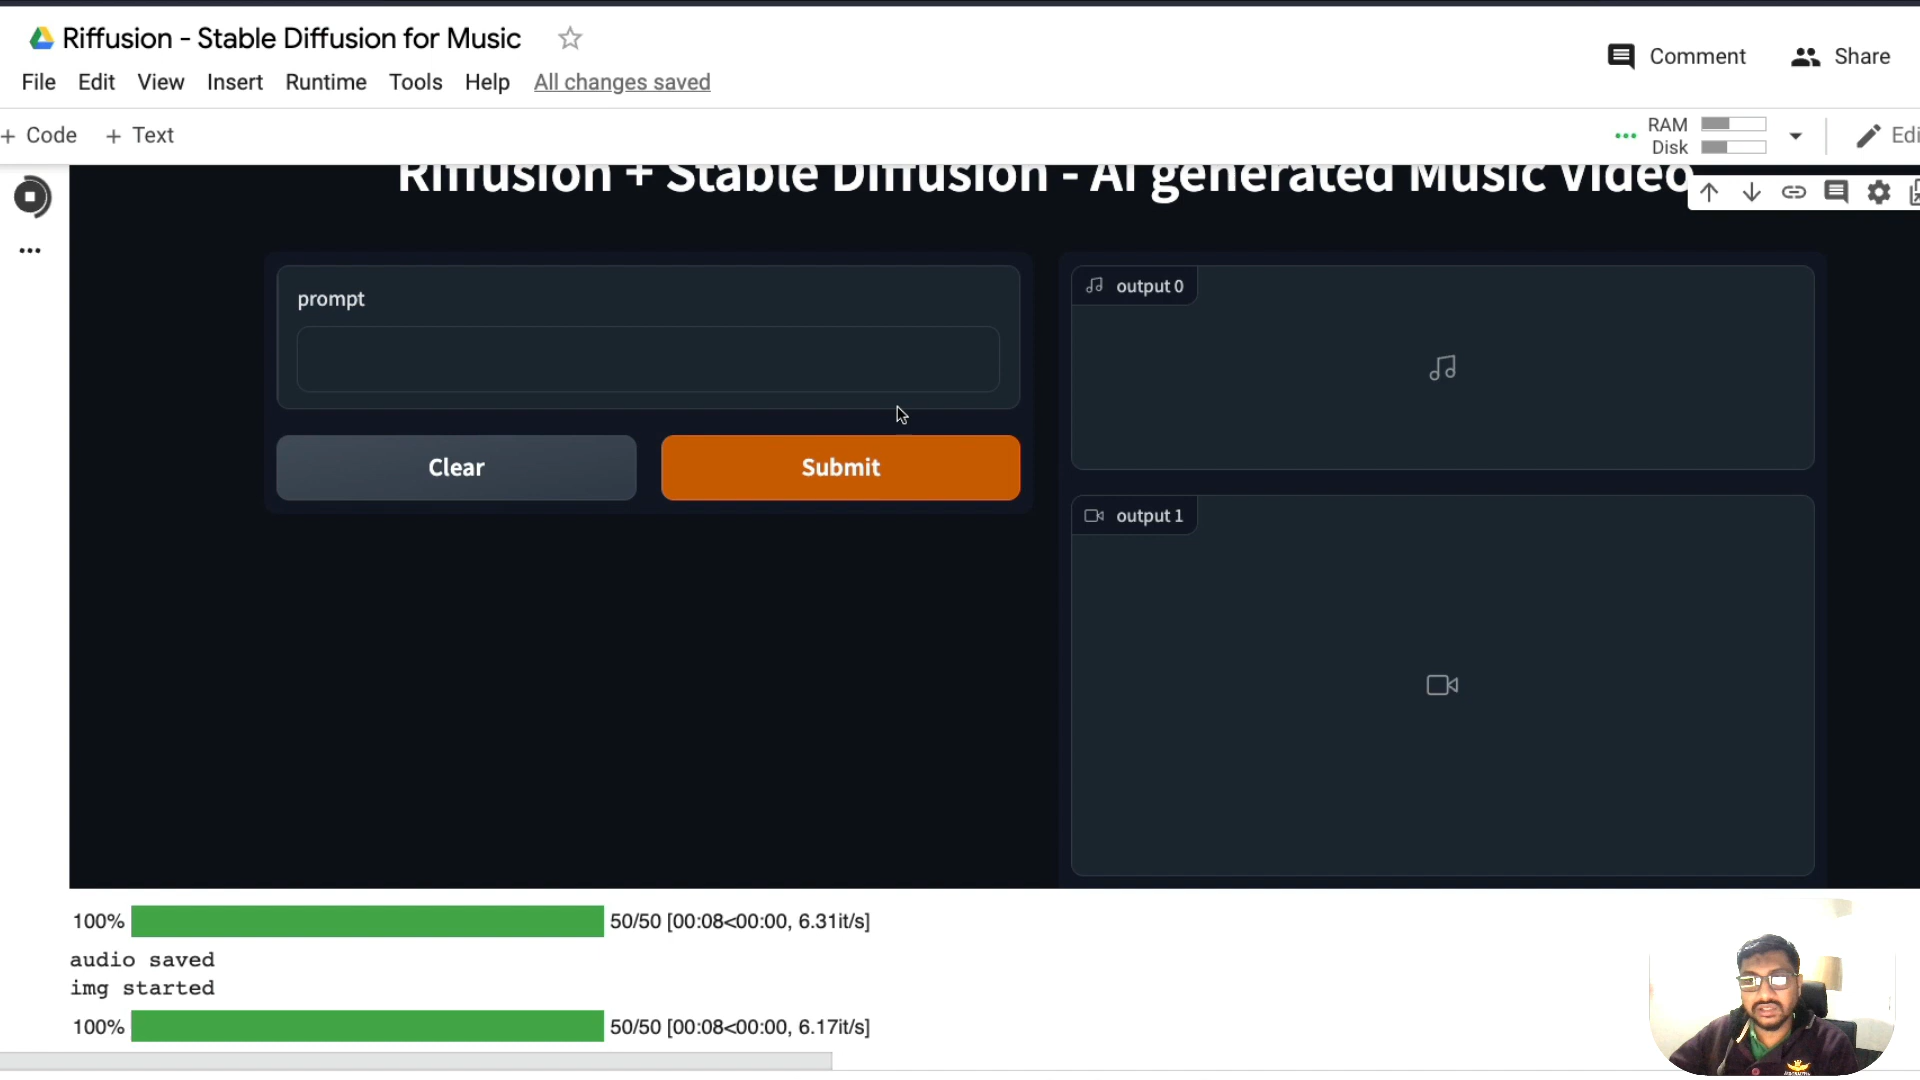 Riffusion - Stable Diffusion for Music
Comment
Share
File Edit View Insert Runtime Tools Help All changes saved
+ Code + Text
RAM
Disk
Edi
Riffusion + Stable Diffusion - AI generated Music Video
prompt
Clear
Submit
output 0
output 1
100% 50/50 [00:08<00:00, 6.31it/s]
audio saved
img started
100% 50/50 [00:08<00:00, 6.17it/s]